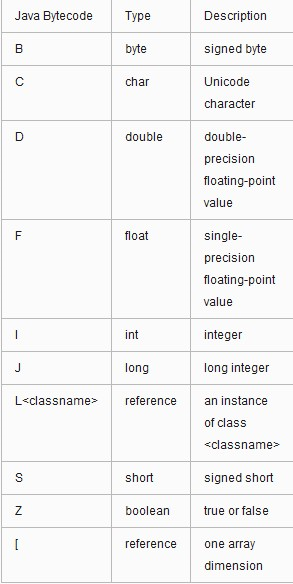 Java Bytecode Type Description
B byte signed byte
C char Unicode
character
D double double-
precision
floating-point
value
F float single-
precision
floating-point
value
I int integer
J long long integer
L<classname> reference an instance
of class
<classname>
S short signed short
Z boolean true or false
[ reference one array
dimension